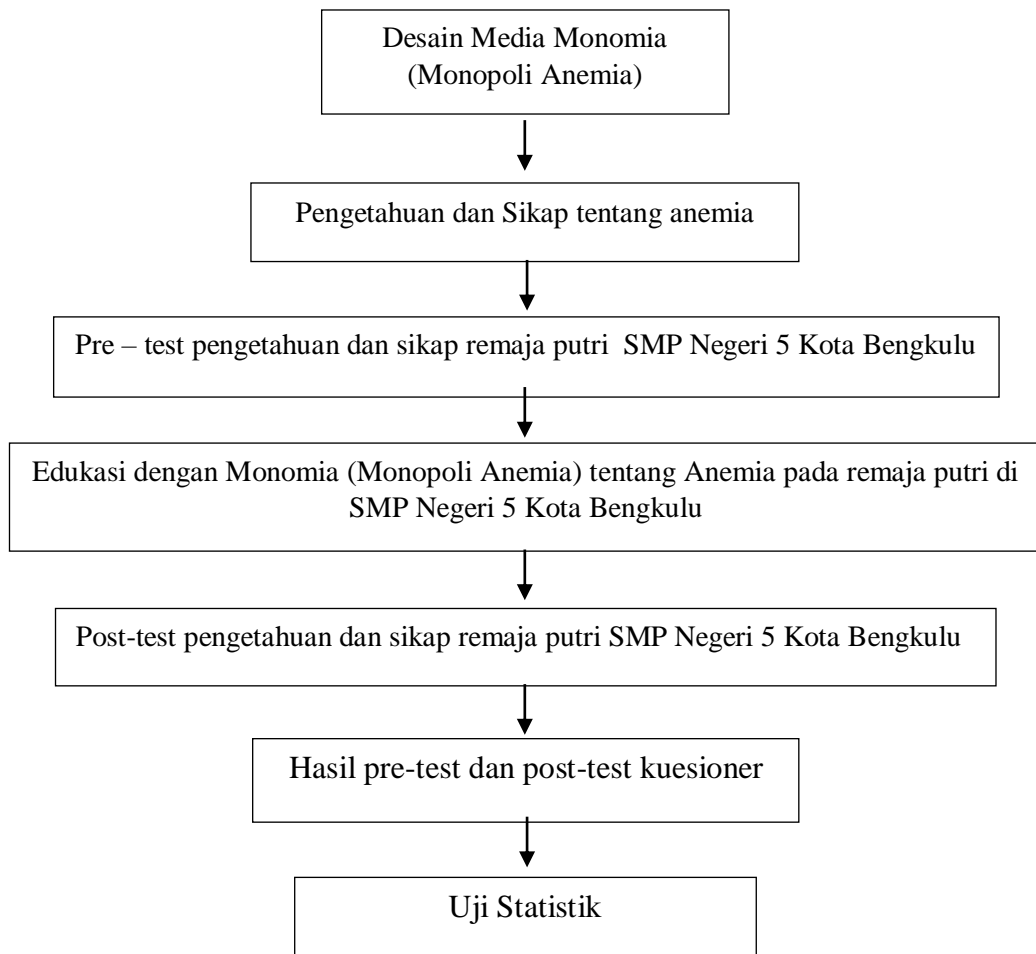 Desain Media Monomia
(Monopoli Anemia)
Pengetahuan dan Sikap tentang anemia
Pre – test pengetahuan dan sikap remaja putri SMP Negeri 5 Kota Bengkulu
Edukasi dengan Monomia (Monopoli Anemia) tentang Anemia pada remaja putri di
SMP Negeri 5 Kota Bengkulu
Post-test pengetahuan dan sikap remaja putri SMP Negeri 5 Kota Bengkulu
Hasil pre-test dan post-test kuesioner
Uji Statistik